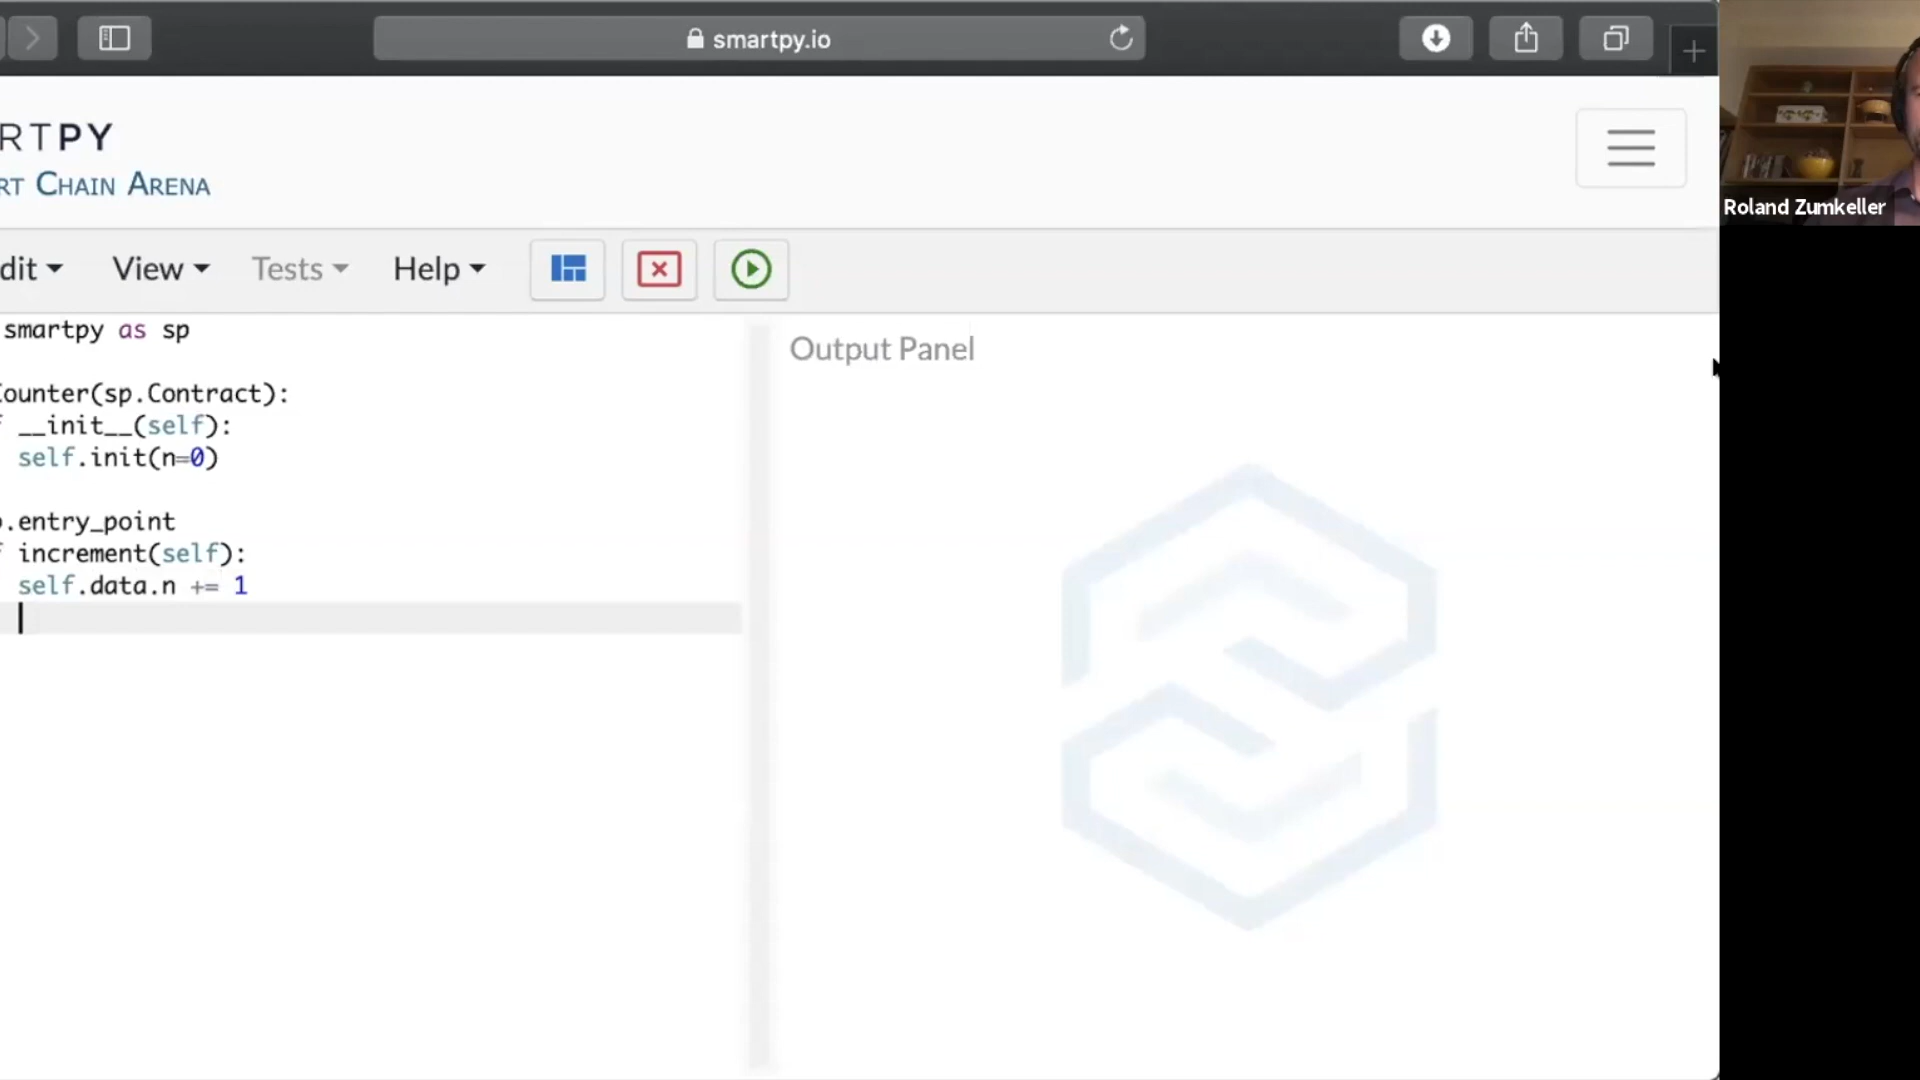 smartpy.io
RTPY
RT CHAIN ARENA
Roland Zumkeller
dit View Tests Help
smartpy as sp
Output Panel
ounter(sp.Contract):
__init__(self):
self.init(n=0)
.entry_point
increment(self):
self.data.n += 1